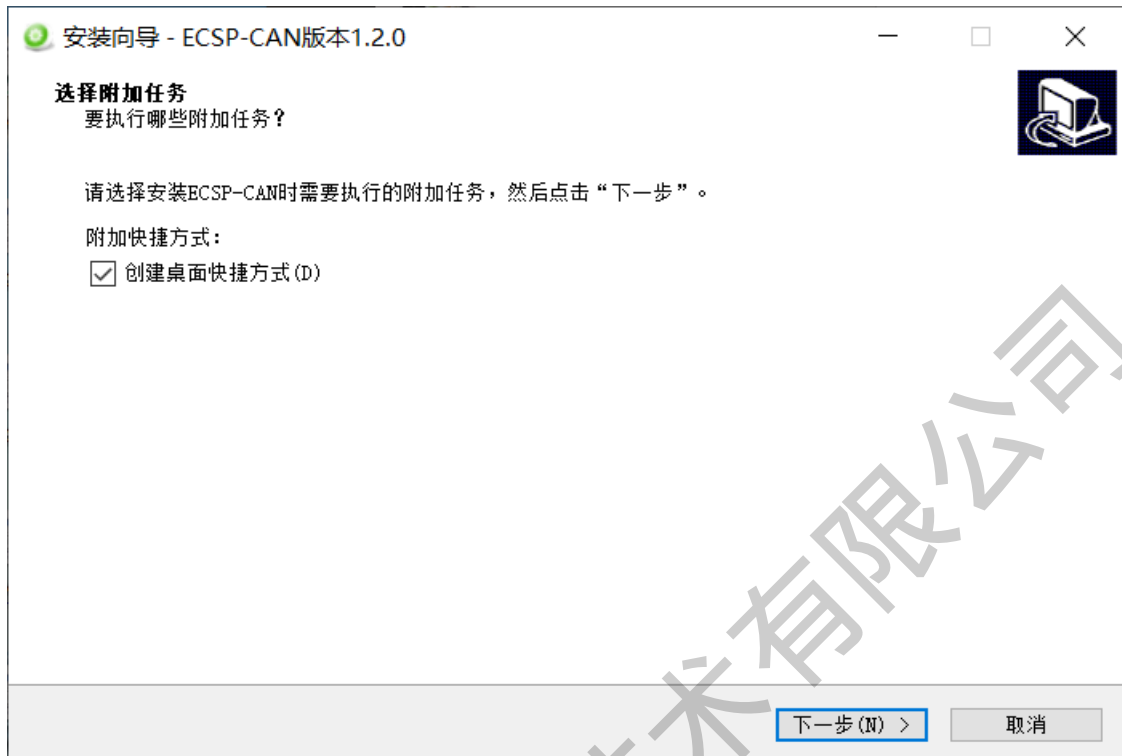 安装向导 - ECSP-CAN版本1.2.0
选择附加任务
要执行哪些附加任务？
请选择安装ECSP-CAN时需要执行的附加任务，然后点击“下一步”。
附加快捷方式：
创建桌面快捷方式(D)
下一步(N) >
取消
术有限公司